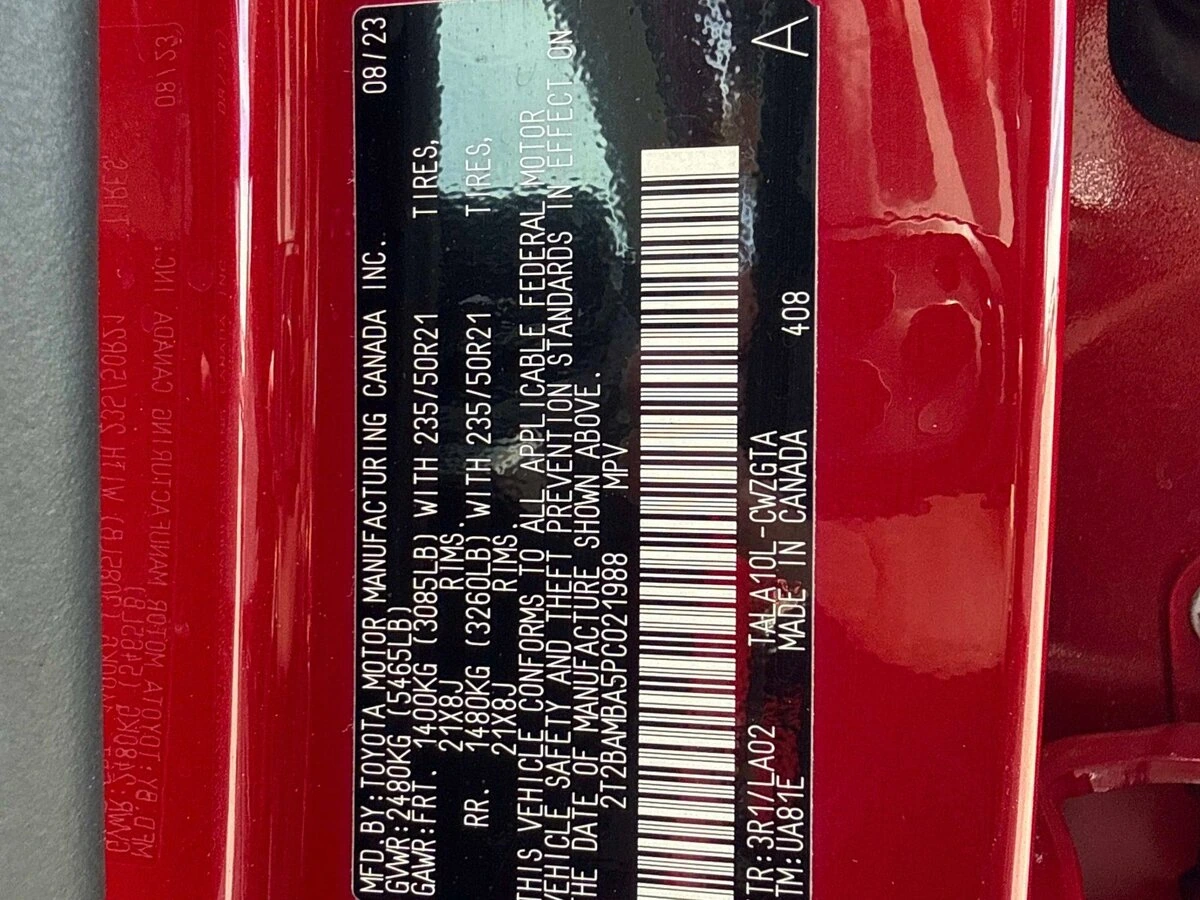 MFD.BY:TOYOTA MOTOR MANUFACTURING CANADA INC. 08/23
GVWR:2480KG (5465LB)
GAWR:FRT. 1400KG (3085LB) WITH 235/50R21 TIRES,
21X8J RIMS.
RR. 1480KG (3260LB) WITH 235/50R21 TIRES,
21X8J RIMS.
THIS VEHICLE CONFORMS TO ALL APPLICABLE FEDERAL MOTOR
VEHICLE SAFETY AND THEFT PREVENTION STANDARDS IN EFFECT ON
THE DATE OF MANUFACTURE SHOWN ABOVE.
2T2BAMBA5PC021988 MPV
TR:3R1/LA02 TALA10L-CWZGTA A
TM:UA81E MADE IN CANADA 408